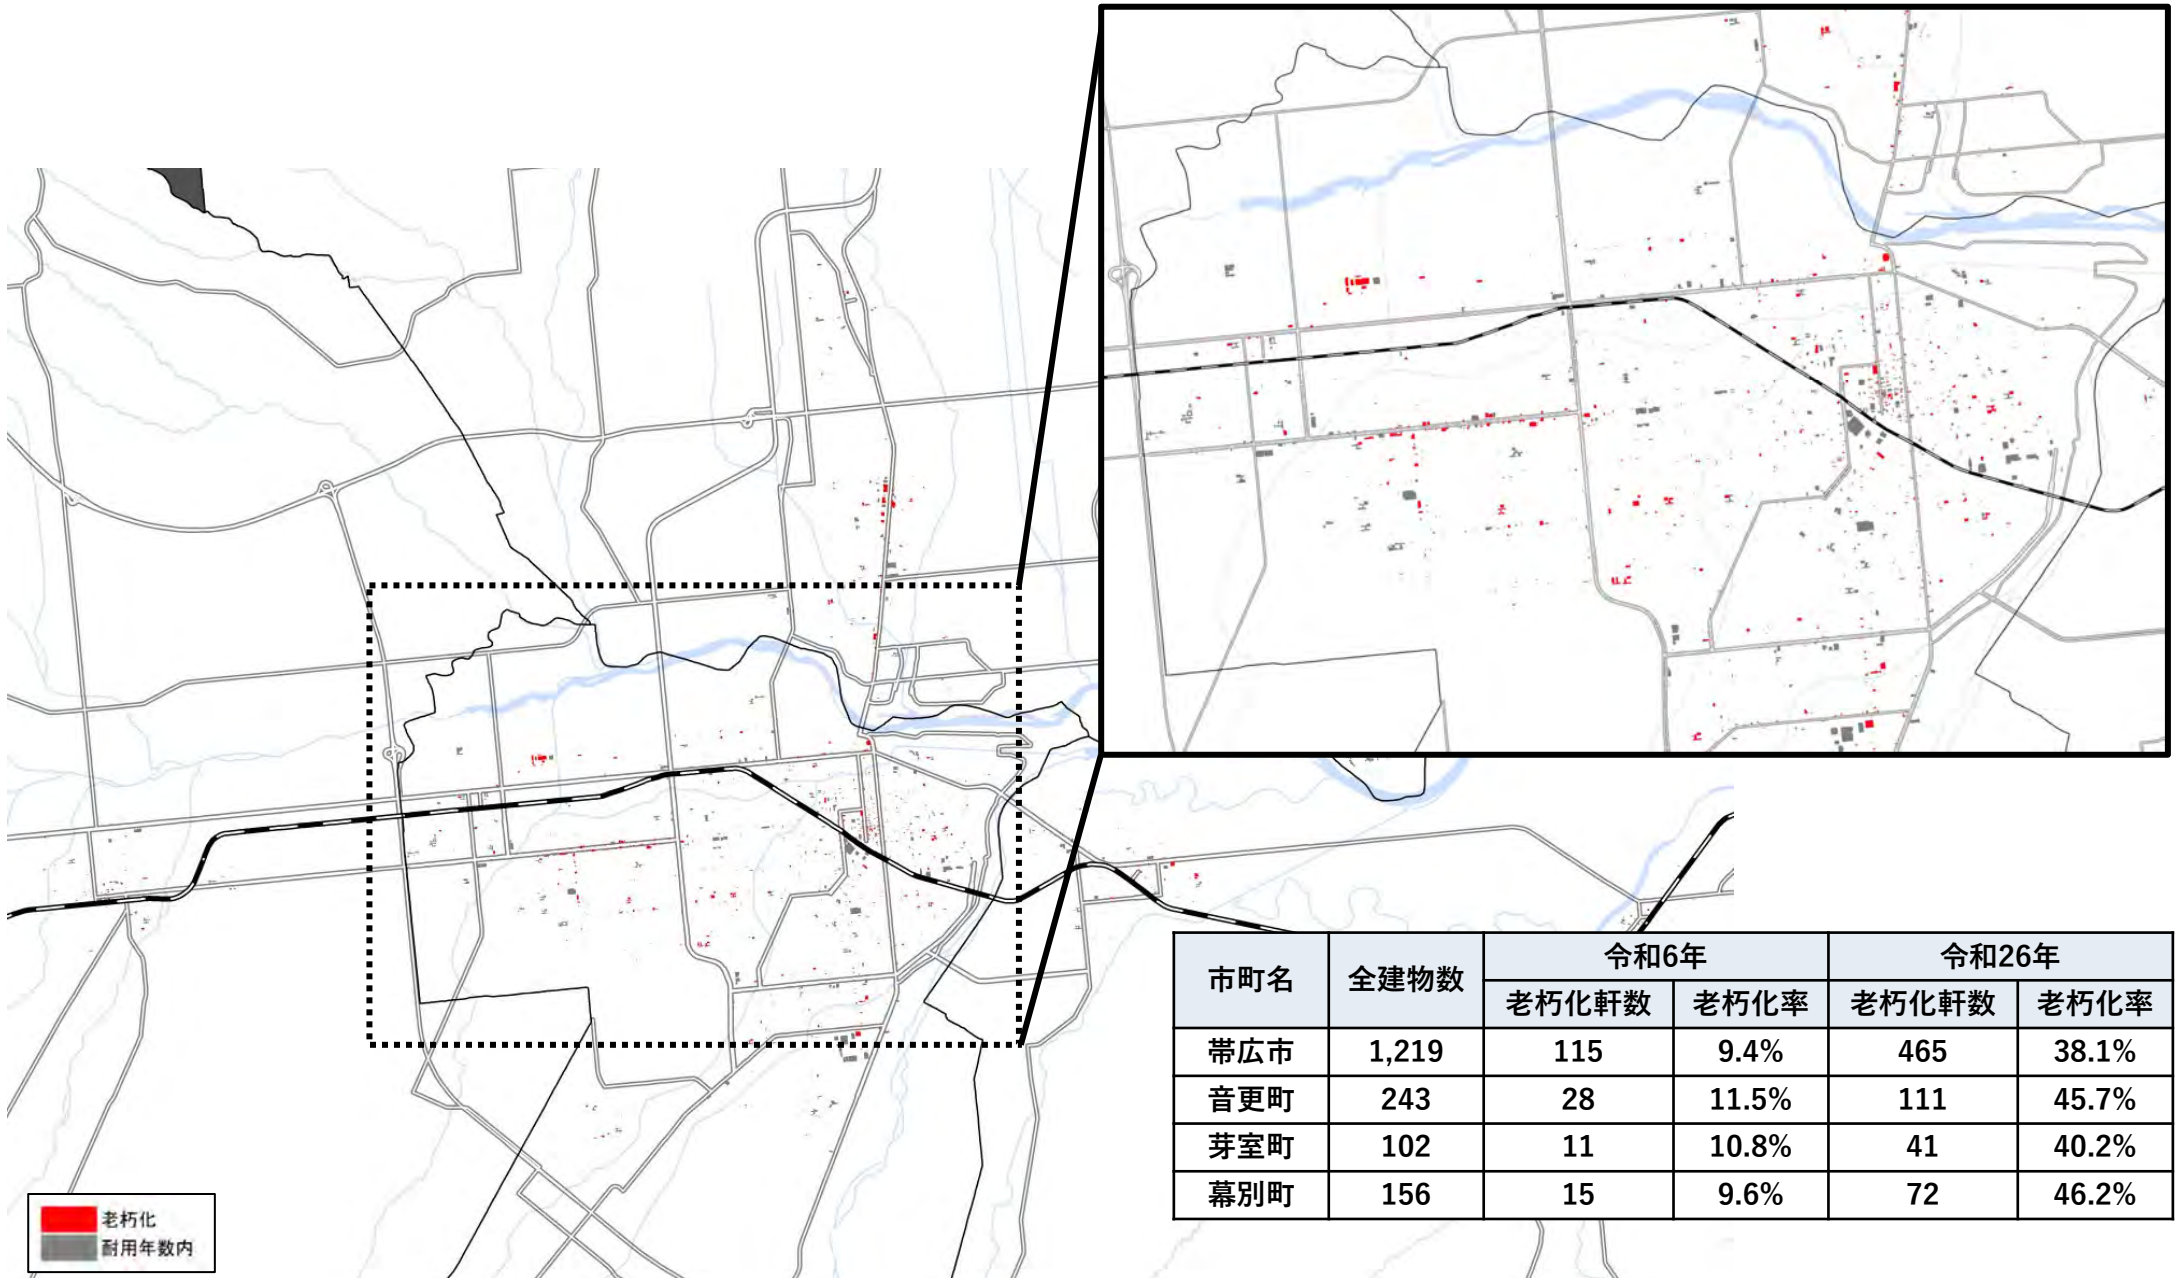 市町名 全建物数 令和6年 令和26年
老朽化軒数 老朽化率 老朽化軒数 老朽化率
帯広市 1,219 115 9.4% 465 38.1%
音更町 243 28 11.5% 111 45.7%
芽室町 102 11 10.8% 41 40.2%
幕別町 156 15 9.6% 72 46.2%
老朽化
耐用年数内